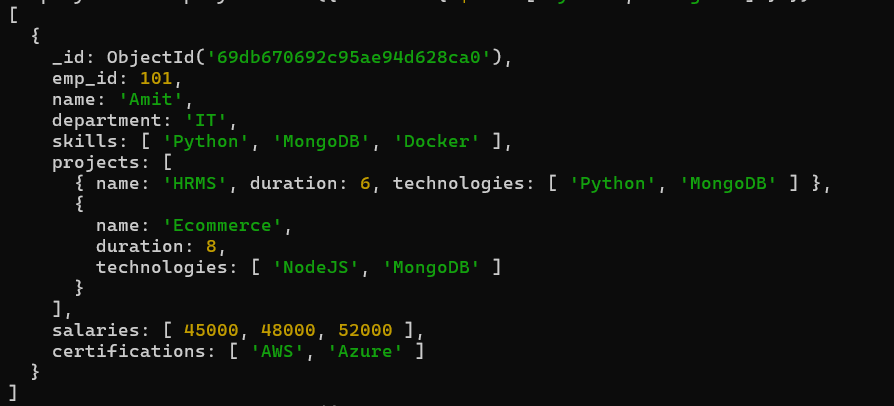 [
  {
    _id: ObjectId('69db670692c95ae94d628ca0'),
    emp_id: 101,
    name: 'Amit',
    department: 'IT',
    skills: [ 'Python', 'MongoDB', 'Docker' ],
    projects: [
      { name: 'HRMS', duration: 6, technologies: [ 'Python', 'MongoDB' ] },
      {
        name: 'Ecommerce',
        duration: 8,
        technologies: [ 'NodeJS', 'MongoDB' ]
      }
    ],
    salaries: [ 45000, 48000, 52000 ],
    certifications: [ 'AWS', 'Azure' ]
  }
]